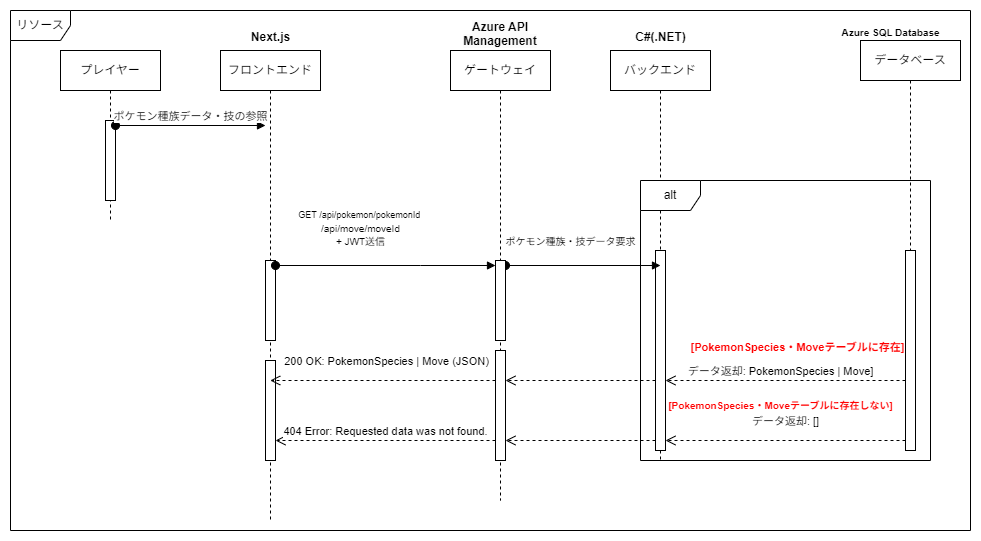 リソース
Next.js
Azure API
Management
C#(.NET)
Azure SQL Database
プレイヤー
フロントエンド
ゲートウェイ
バックエンド
データベース
ポケモン種族データ・技の参照
alt
GET /api/pokemon/pokemonId
/api/move/moveId
+ JWT送信
ポケモン種族・技データ要求
[PokemonSpecies・Moveテーブルに存在]
200 OK: PokemonSpecies | Move (JSON)
データ返却: PokemonSpecies | Move]
[PokemonSpecies・Moveテーブルに存在しない]
データ返却: []
404 Error: Requested data was not found.